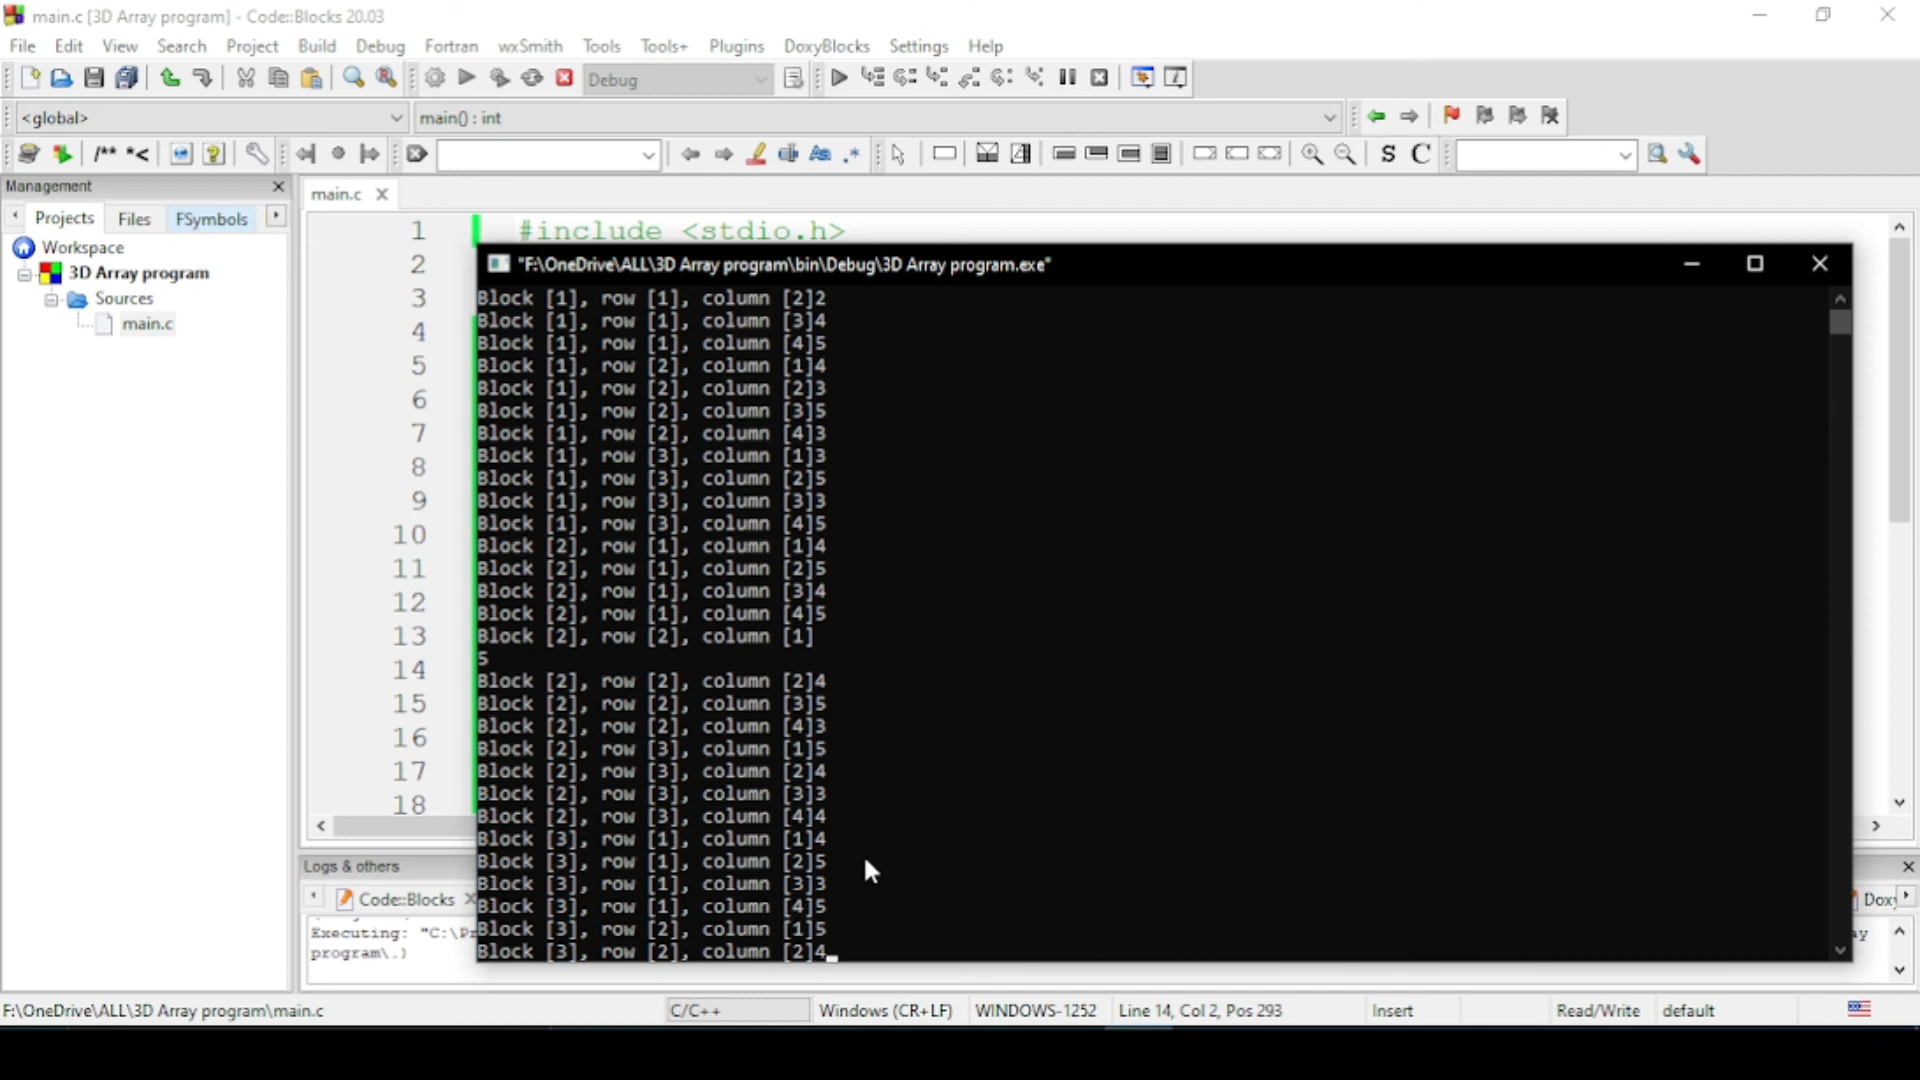 main.c [3D Array program] - Code::Blocks 20.03
File Edit View Search Project Build Debug Fortran wxSmith Tools Tools+ Plugins DoxyBlocks Settings Help
Debug
<global> main() : int
/** *< Aa .* S C
Management
main.c
Projects Files FSymbols
Workspace
3D Array program
Sources
main.c
1 #include <stdio.h>
2
3
4
5
6
7
8
9
10
11
12
13
14
15
16
17
18
"F:\OneDrive\ALL\3D Array program\bin\Debug\3D Array program.exe"
Block [1], row [1], column [2]2
Block [1], row [1], column [3]4
Block [1], row [1], column [4]5
Block [1], row [2], column [1]4
Block [1], row [2], column [2]3
Block [1], row [2], column [3]5
Block [1], row [2], column [4]3
Block [1], row [3], column [1]3
Block [1], row [3], column [2]5
Block [1], row [3], column [3]3
Block [1], row [3], column [4]5
Block [2], row [1], column [1]4
Block [2], row [1], column [2]5
Block [2], row [1], column [3]4
Block [2], row [1], column [4]5
Block [2], row [2], column [1]
5
Block [2], row [2], column [2]4
Block [2], row [2], column [3]5
Block [2], row [2], column [4]3
Block [2], row [3], column [1]5
Block [2], row [3], column [2]4
Block [2], row [3], column [3]3
Block [2], row [3], column [4]4
Block [3], row [1], column [1]4
Block [3], row [1], column [2]5
Block [3], row [1], column [3]3
Block [3], row [1], column [4]5
Block [3], row [2], column [1]5
Block [3], row [2], column [2]4
Logs & others
Code::Blocks Doxy
Executing: "C:\Pr ay
program\.)
F:\OneDrive\ALL\3D Array program\main.c C/C++ Windows (CR+LF) WINDOWS-1252 Line 14, Col 2, Pos 293 Insert Read/Write default